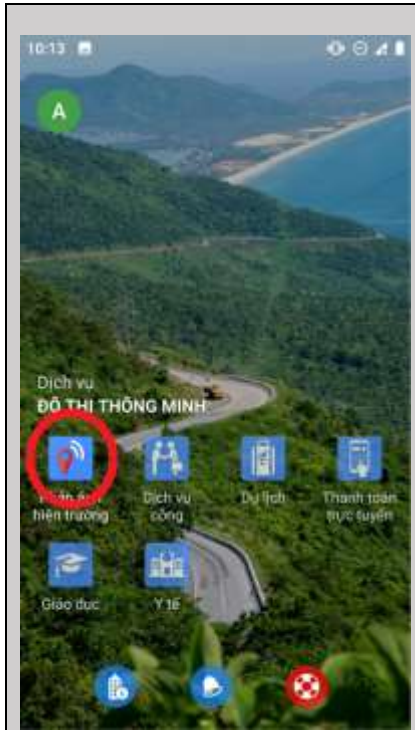 10:13
A
Dịch vụ
ĐÔ THỊ THÔNG MINH
Phản ánh
hiện trường
Dịch vụ
công
Du lịch
Thanh toán
trực tuyến
Giáo dục
Y tế